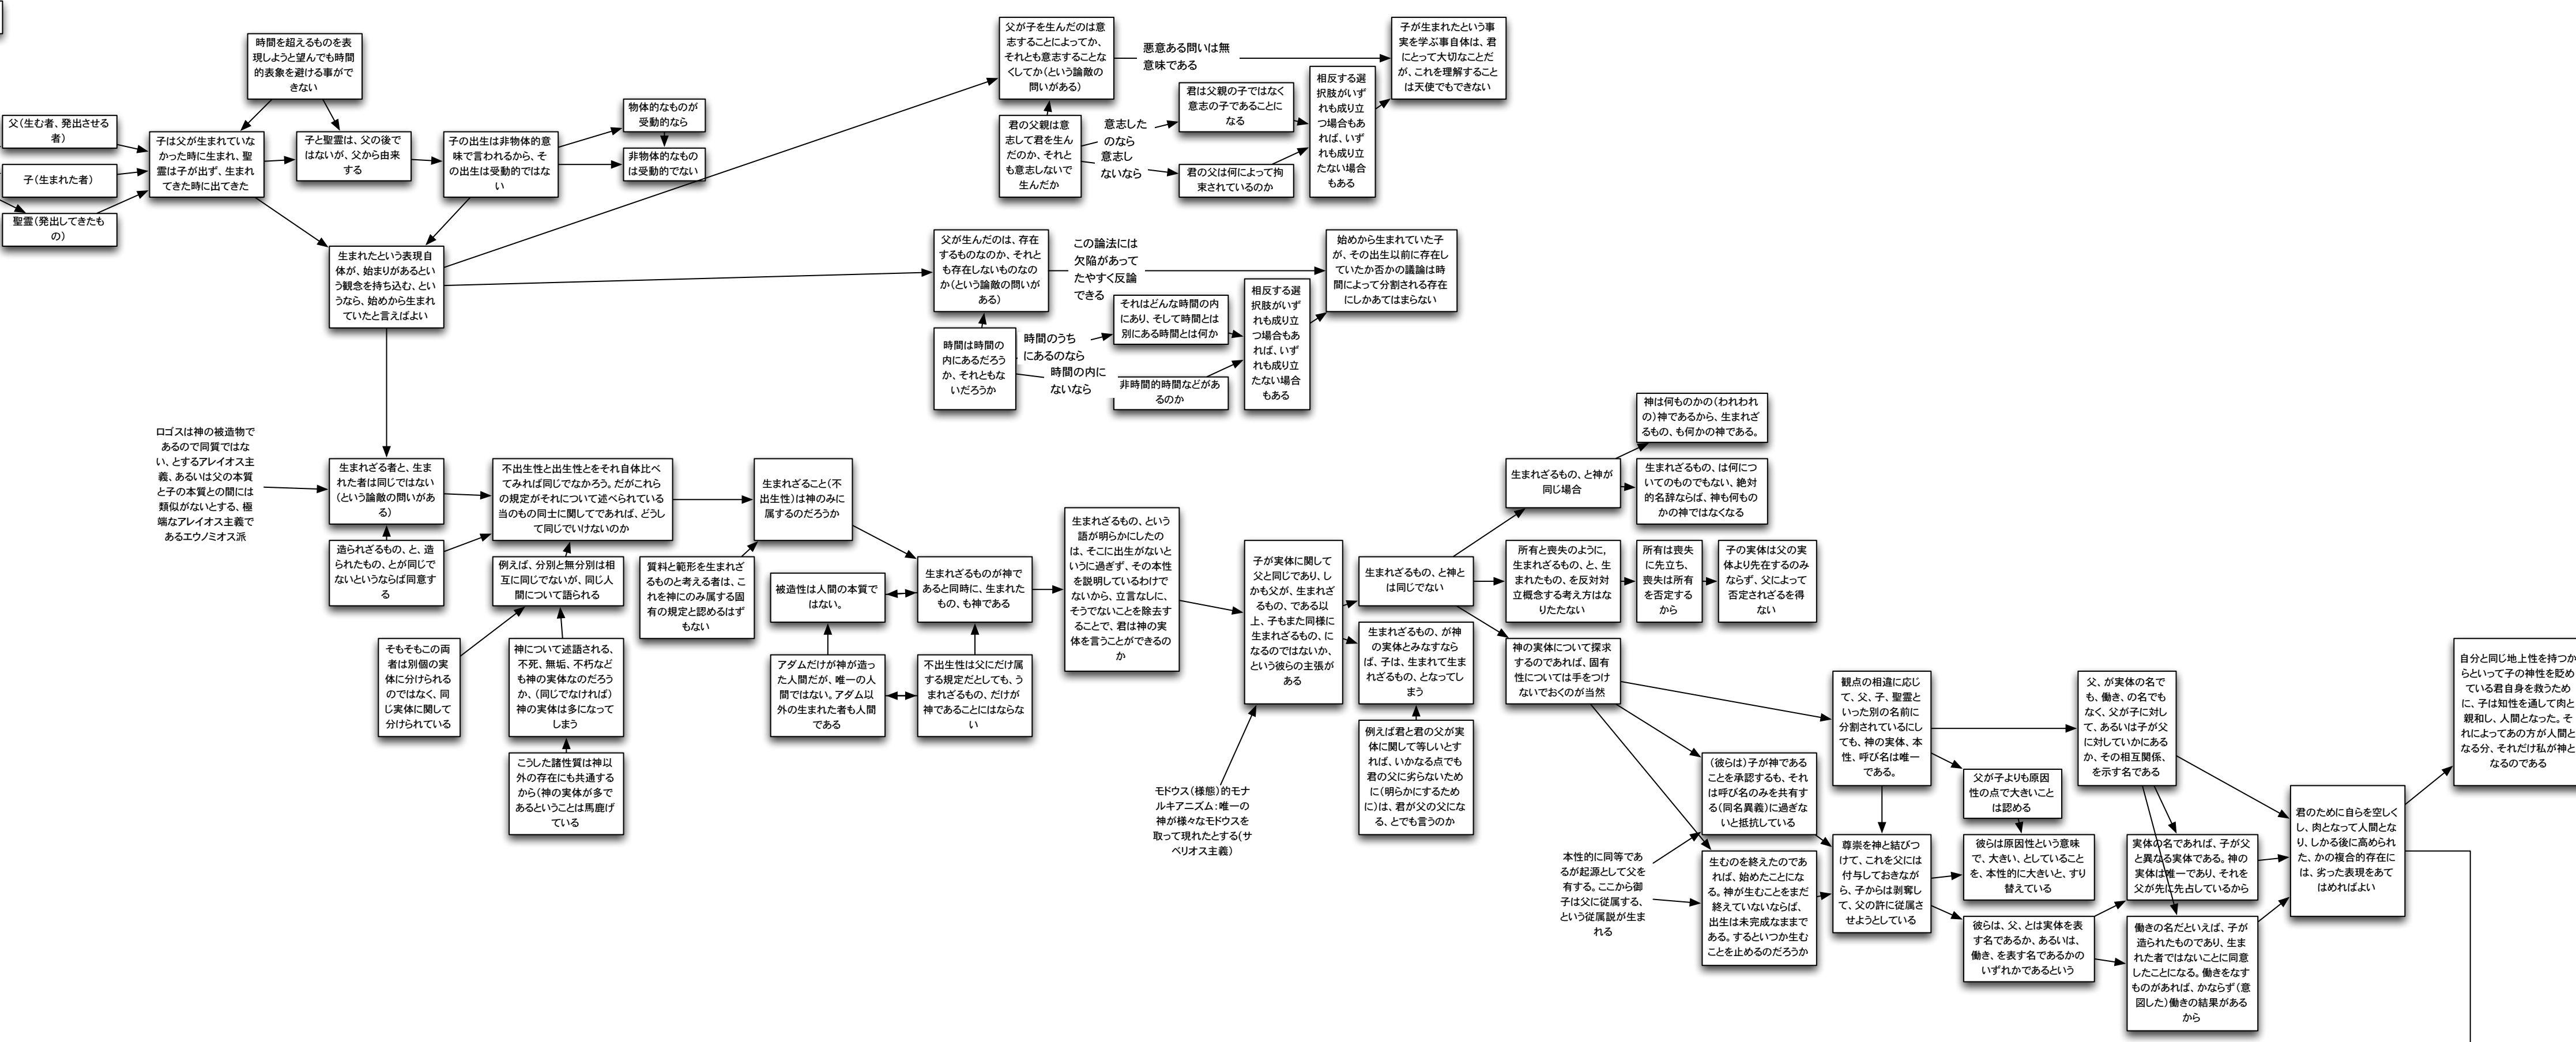 時間を超えるものを表
現しようと望んでも時間
的表象を避ける事がで
きない
父(生む者、発出させる
者)
子(生まれた者)
聖霊(発出してきたも
の)
子は父が生まれていな
かった時に生まれ、聖
霊は子が出ず、生まれ
てきた時に出てきた
子と聖霊は、父の後で
はないが、父から由来
する
子の出生は非物体的意
味で言われるから、そ
の出生は受動的ではな
い
物体的なものが
受動的なら
非物体的なもの
は受動的でない
生まれたという表現自
体が、始まりがあるとい
う観念を持ち込む、とい
うなら、始めから生まれ
ていたと言えばよい
父が子を生んだのは意
志することによってか、
それとも意志することな
くしてか(という論敵の
問いがある)
悪意ある問いは無
意味である
子が生まれたという事
実を学ぶ事自体は、君
にとって大切なことだ
が、これを理解すること
は天使でもできない
君の父親は意
志して君を生ん
だのか、それと
も意志しないで
生んだか
意志した
のなら
意志し
ないなら
君は父親の子ではなく
意志の子であることに
なる
君の父は何によって拘
束されているのか
相反する選
択肢がいず
れも成り立
つ場合もあ
れば、いず
れも成り立
たない場合
もある
父が生んだのは、存在
するものなのか、それと
も存在しないものなの
か(という論敵の問いが
ある)
この論法には
欠陥があって
たやすく反論
できる
始めから生まれていた子
が、その出生以前に存在し
ていたか否かの議論は時
間によって分割される存在
にしかあてはまらない
時間は時間の
内にあるだろう
か、それともな
いだろうか
時間のうち
にあるのなら
時間の内に
ないなら
それはどんな時間の内
にあり、そして時間とは
別にある時間とは何か
非時間的時間などがあ
るのか
相反する選
択肢がいず
れも成り立
つ場合もあ
れば、いず
れも成り立
たない場合
もある
ロゴスは神の被造物で
あるので同質ではな
い、とするアレイオス主
義、あるいは父の本質
と子の本質との間には
類似がないとする、極
端なアレイオス主義で
あるエウノミオス派
生まれざる者と、生ま
れた者は同じではない
(という論敵の問いがあ
る)
造られざるもの、と、造
られたもの、とが同じで
ないというならば同意す
る
不出生性と出生性とをそれ自体比べ
てみれば同じでなかろう。だがこれら
の規定がそれについて述べられている
当のもの同士に関してであれば、どうし
て同じでいけないのか
例えば、分別と無分別は相
互に同じでないが、同じ人
間について語られる
そもそもこの両
者は別個の実
体に分けられる
のではなく、同
じ実体に関して
分けられている
神について述語される、
不死、無垢、不朽なども
も神の実体なのだろう
か、(同じでなければ)
神の実体は多になって
しまう
こうした諸性質は神以
外の存在にも共通する
から(神の実体が多で
あるということは馬鹿げ
ている
生まれざること(不
出生性)は神のみに
属するのだろうか
質料と範形を生まれざ
るものと考える者は、こ
れを神にのみ属する固
有の規定と認めるはず
もない
被造性は人間の本質で
はない。
アダムだけが神が造っ
た人間だが、唯一の人
間ではない。アダム以
外の生まれた者も人間
である
生まれざるものが神で
あると同時に、生まれた
もの、も神である
不出生性は父にだけ属
する規定だとしても、う
まれざるもの、だけが
神であることにはならな
い
生まれざるもの、という
語が明らかにしたの
は、そこに出生がないと
いうに過ぎず、その本性
を説明しているわけで
ないから、立言なしに、
そうでないことを除去す
ることで、君は神の実
体を言うことができるの
か
子が実体に関して
父と同じであり、し
かも父が、生まれざ
るもの、である以
上、子もまた同様に
生まれざるもの、に
なるのではないか、
という彼らの主張が
ある
モドウス(様態)的モナ
ルキアニズム:唯一の
神が様々なモドウスを
取って現れたとする(サ
ベリオス主義)
生まれざるもの、と神と
は同じでない
生まれざるもの、が神
の実体とみなすなら
ば、子は、生まれて生ま
れざるもの、となってし
まう
例えば君と君の父が実
体に関して等しいとす
れば、いかなる点でも
君の父に劣らないため
に(明らかにするため
に)は、君が父の父にな
る、とでも言うのか
生まれざるもの、と神が
同じ場合
神は何ものかの(われわれ
の)神であるから、生まれざ
るもの、も何かの神である。
生まれざるもの、は何につ
いてのものでもない、絶対
的名辞ならば、神も何もの
かの神ではなくなる
所有と喪失のように,
生まれざるもの、と、生
まれたもの、を反対対
立概念する考え方はな
りたたない
所有は喪失
に先立ち、
喪失は所有
を否定する
から
子の実体は父の実
体より先在するのみ
ならず、父によって
否定されざるを得
ない
神の実体について探求
するのであれば、固有
性については手をつけ
ないでおくのが当然
(彼らは)子が神である
ことを承認するも、それ
は呼び名のみを共有す
る(同名異義)に過ぎな
いと抵抗している
本性的に同等であ
るが起源として父を
有する。ここから御
子は父に従属する、
という従属説が生ま
れる
生むのを終えたのであ
れば、始めたことにな
る。神が生むことをまだ
終えていないならば、
出生は未完成なままで
ある。するといつか生む
ことを止めるのだろうか
観点の相違に応じ
て、父、子、聖霊と
いった別の名前に
分割されているにし
ても、神の実体、本
性、呼び名は唯一
である。
尊崇を神と結びつ
けて、これを父には
付与しておきなが
ら、子からは剥奪し
て、父の許に従属さ
せようとしている
父が子よりも原因
性の点で大きいこと
は認める
彼らは原因性という意味
で、大きい、としていること
を、本性的に大きいと、すり
替えている
彼らは、父、とは実体を表
す名であるか、あるいは、
働き、を表す名であるかの
いずれかであるという
父、が実体の名で
も、働き、の名でも
なく、父が子に対し
て、あるいは子が父
に対していかにある
か、その相互関係、
を示す名である
実体の名であれば、子が父
と異なる実体である。神の
実体は唯一であり、それを
父が先に先占しているから
働きの名だといえば、子が
造られたものであり、生ま
れた者ではないことに同意
したことになる。働きをなす
ものがあれば、かならず(意
図した)働きの結果がある
から
君のために自らを空しく
し、肉となって人間とな
り、しかる後に高められ
た、かの複合的存在に
は、劣った表現をあて
はめればよい
自分と同じ地上性を持つか
らといって子の神性を貶め
ている君自身を救うため
に、子は知性を通して肉と
親和し、人間となった。そ
れによってあの方が人間と
なる分、それだけ私が神と
なるのである